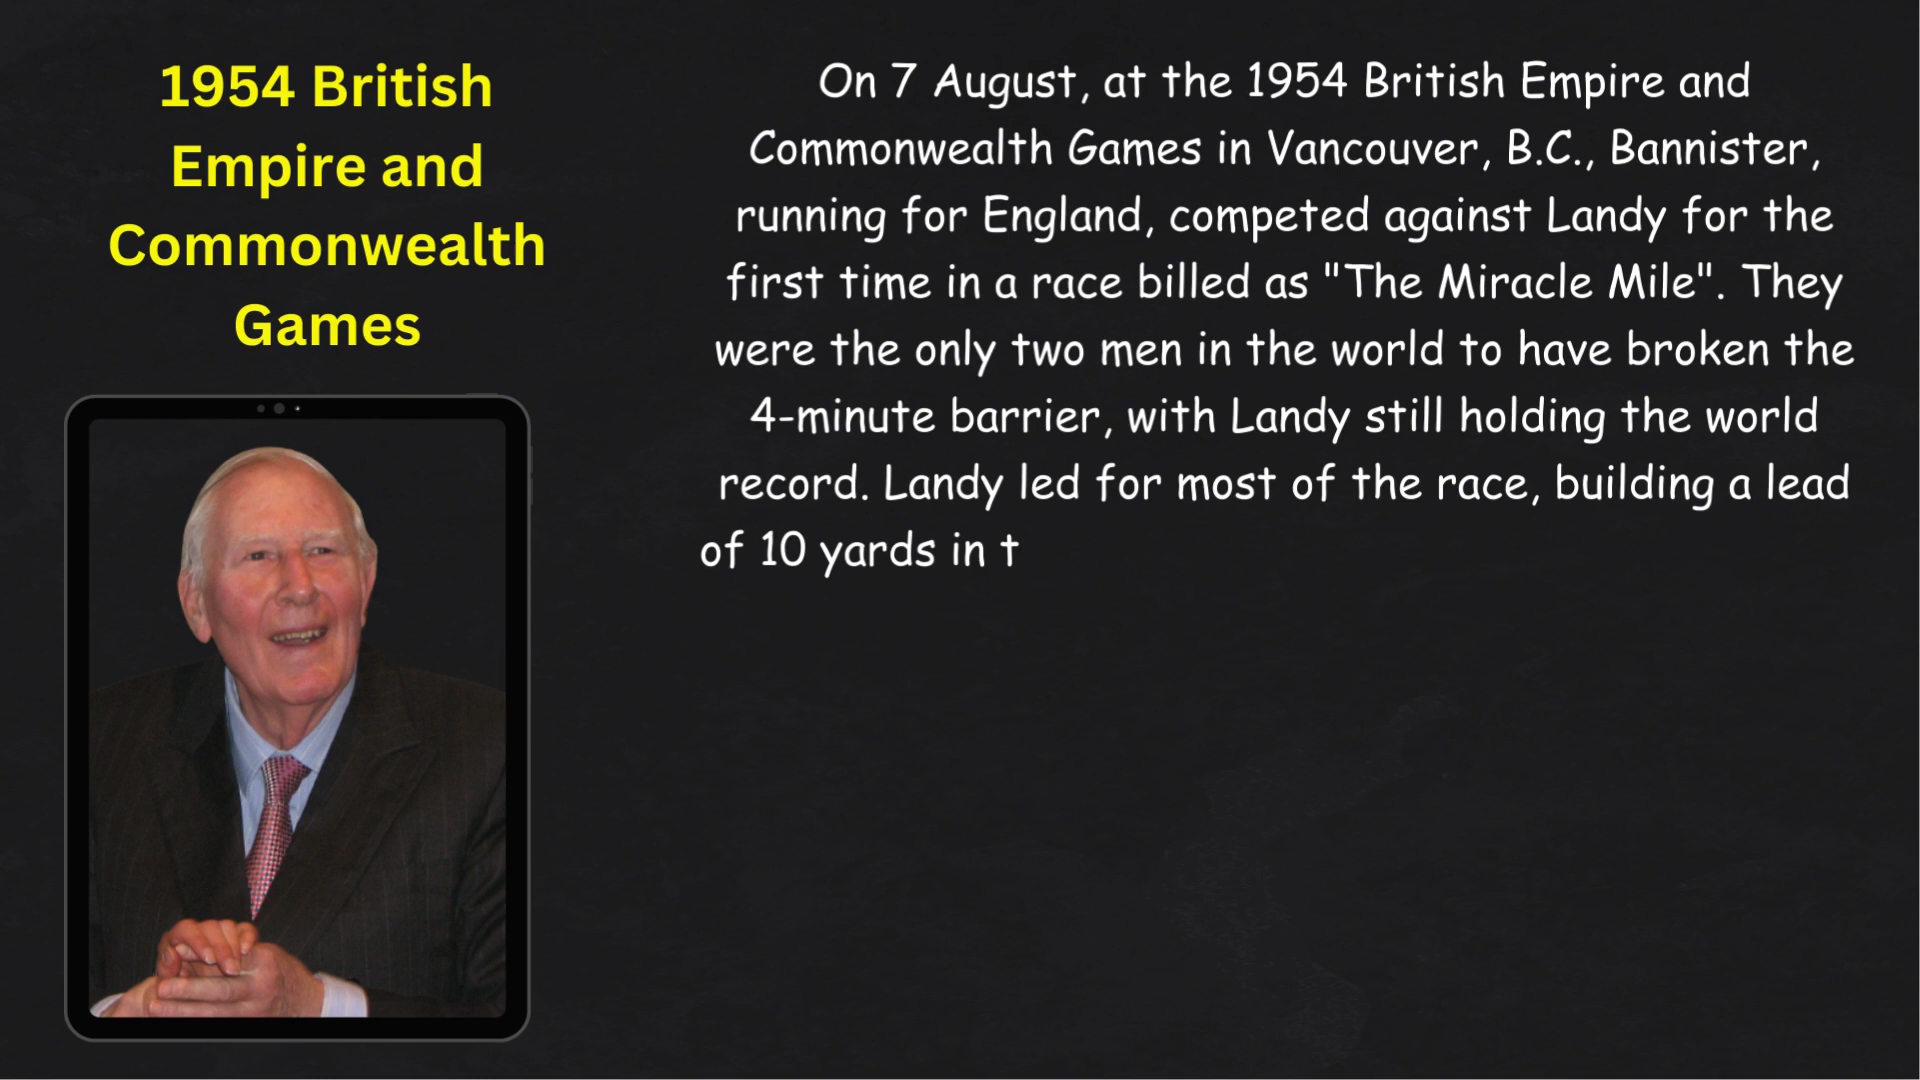 1954 British
Empire and
Commonwealth
Games
On 7 August, at the 1954 British Empire and
Commonwealth Games in Vancouver, B.C., Bannister,
running for England, competed against Landy for the
first time in a race billed as "The Miracle Mile". They
were the only two men in the world to have broken the
4-minute barrier, with Landy still holding the world
record. Landy led for most of the race, building a lead
of 10 yards in t